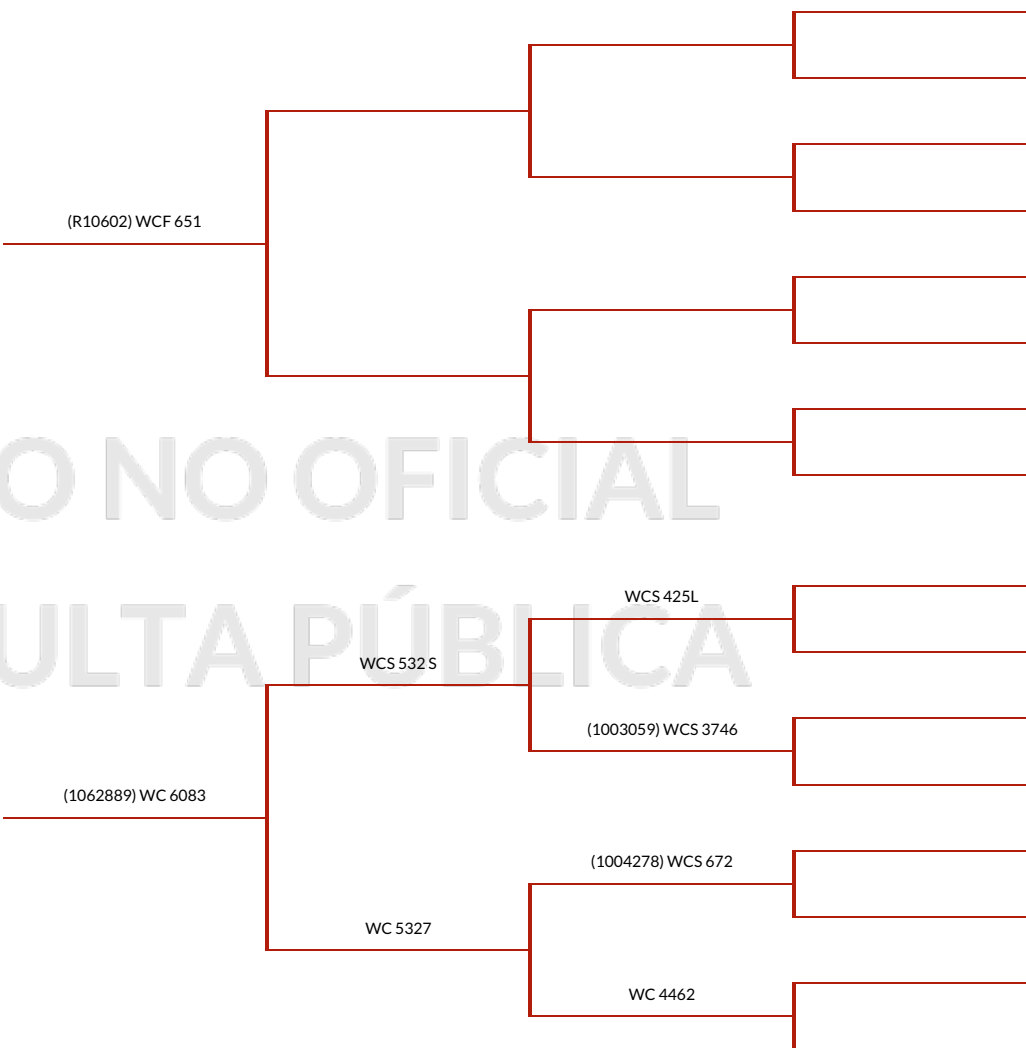 (R10602) WCF 651
O NO OFICIAL
WCS 425L
ULTA PÚBLICA
WCS 532 S
(1003059) WCS 3746
(1062889) WC 6083
(1004278) WCS 672
WC 5327
WC 4462